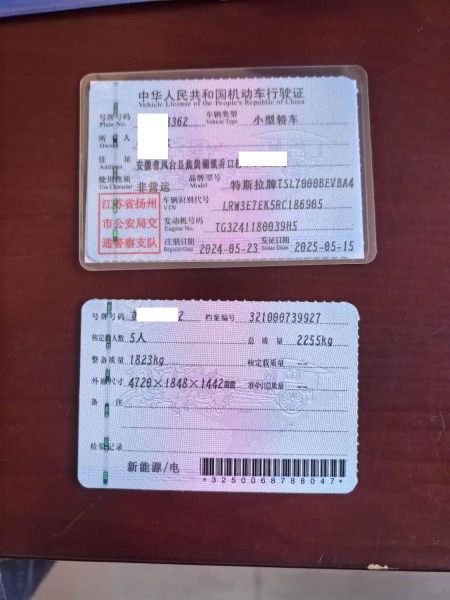 中华人民共和国机动车行驶证
Vehicle License of the People's Republic of China
号牌号码 3362 车辆类型 小型轿车
Plate No. Vehicle Type
所有人
Owner
住址 安徽省凤台县焦岗湖镇乔口
Address
使用性质 非营运 品牌型号 特斯拉牌TSL7000BEVBA4
Use Character Model
江苏省扬州
市公安局交
通警察支队
车辆识别代号 LRW3E7EK5RC186905
VIN
发动机号码 TG3241180039H5
Engine No.
注册日期 2024-05-23 发证日期 2025-05-15
Register Date Issue Date
号牌号码 苏 2 档案编号 321000739927
核定载人数 5人 总质量 2255kg
整备质量 1823kg 核定载质量 --
外廓尺寸 4720×1848×1442mm 准牵引总质量 --
备注
检验记录
新能源/电
*3250068788047*